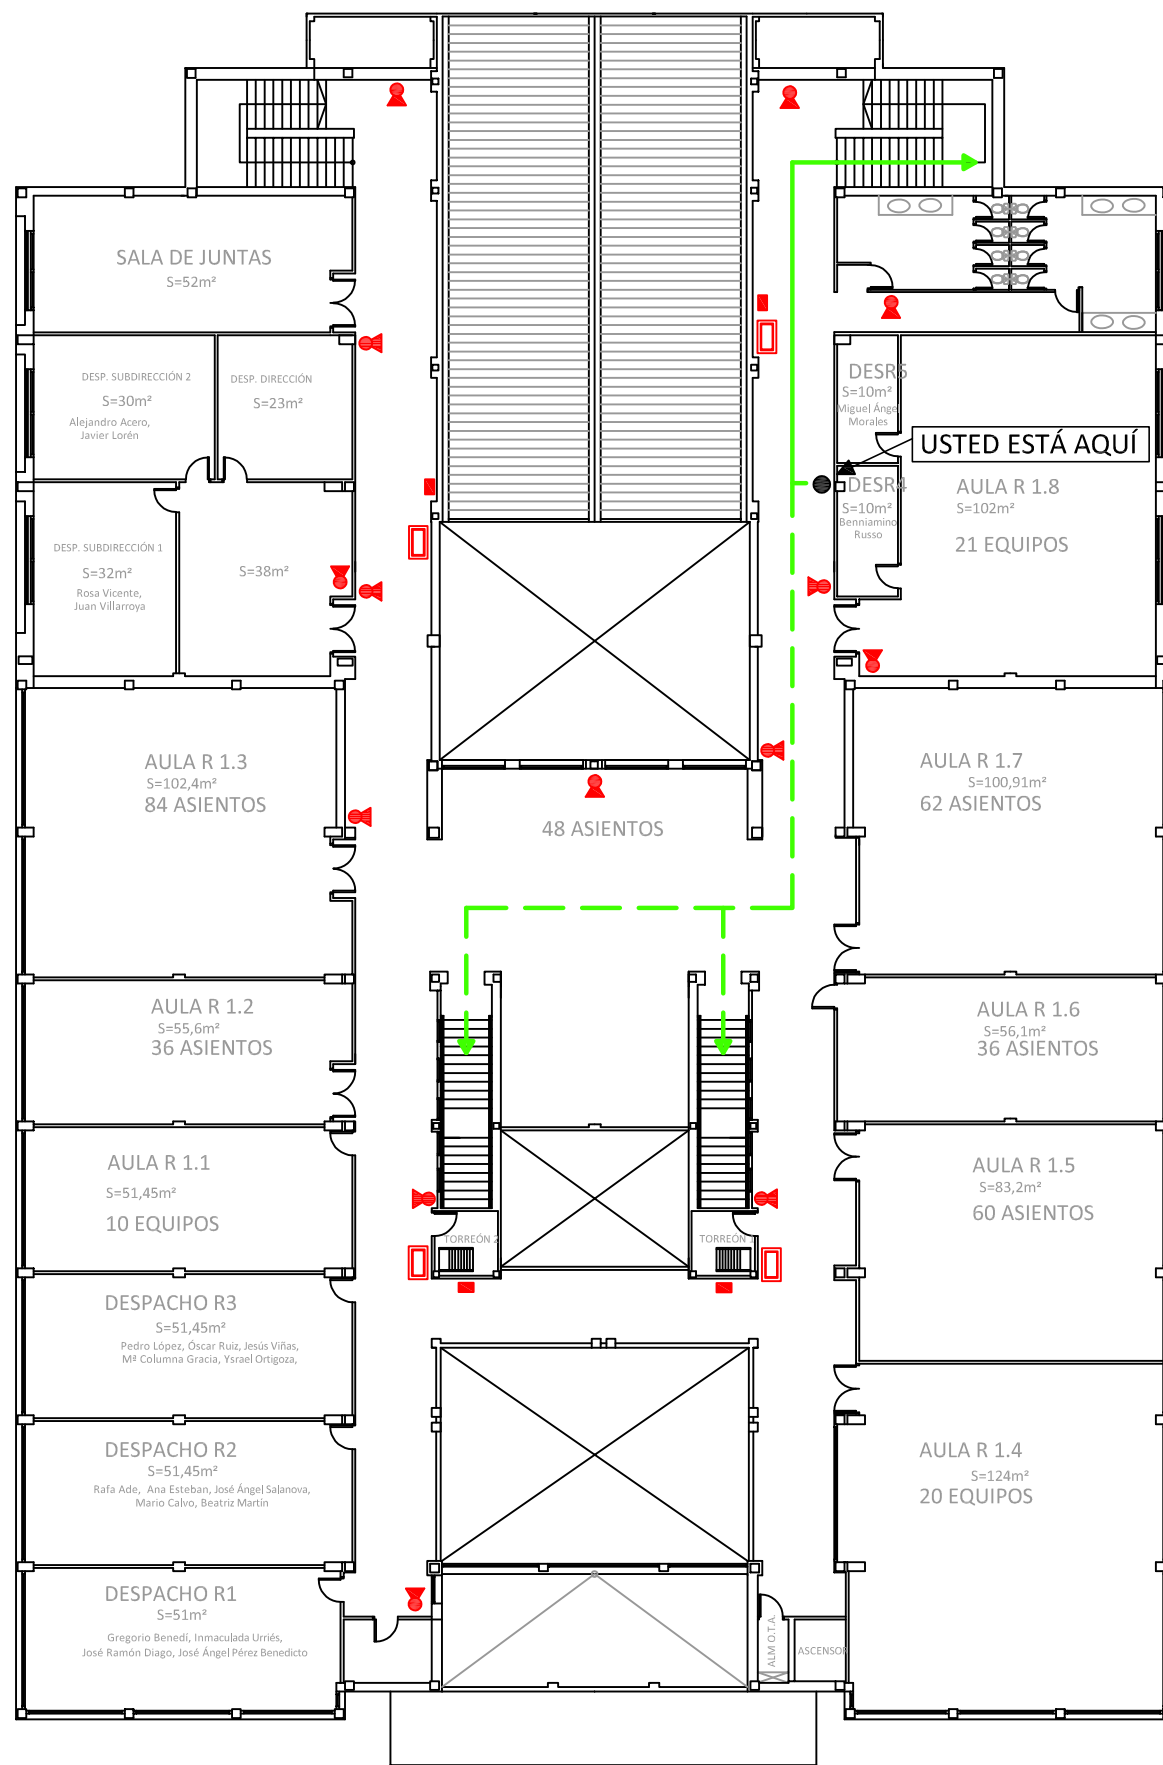 SALA DE JUNTAS
S=52m²
DESP. SUBDIRECCIÓN 2
S=30m²
Alejandro Acero,
Javier Lorén
DESP. DIRECCIÓN
S=23m²
DESP. SUBDIRECCIÓN 1
S=32m²
Rosa Vicente,
Juan Villarroya
S=38m²
DESR5
S=10m²
Miguel Ángel
Morales
USTED ESTÁ AQUÍ
DESR4
S=10m²
Benniamino
Russo
AULA R 1.8
S=102m²
21 EQUIPOS
AULA R 1.3
S=102,4m²
84 ASIENTOS
48 ASIENTOS
AULA R 1.7
S=100,91m²
62 ASIENTOS
AULA R 1.2
S=55,6m²
36 ASIENTOS
AULA R 1.6
S=56,1m²
36 ASIENTOS
AULA R 1.1
S=51,45m²
10 EQUIPOS
AULA R 1.5
S=83,2m²
60 ASIENTOS
TORREÓN 2
TORREÓN 1
DESPACHO R3
S=51,45m²
Pedro López, Óscar Ruiz, Jesús Viñas,
Mª Columna Gracia, Ysrael Ortigoza,
DESPACHO R2
S=51,45m²
Rafa Ade, Ana Esteban, José Ángel Salanova,
Mario Calvo, Beatriz Martín
AULA R 1.4
S=124m²
20 EQUIPOS
DESPACHO R1
S=51m²
Gregorio Benedí, Inmaculada Urriés,
José Ramón Diago, José Ángel Pérez Benedicto
ALM O.T.A.
ASCENSOR